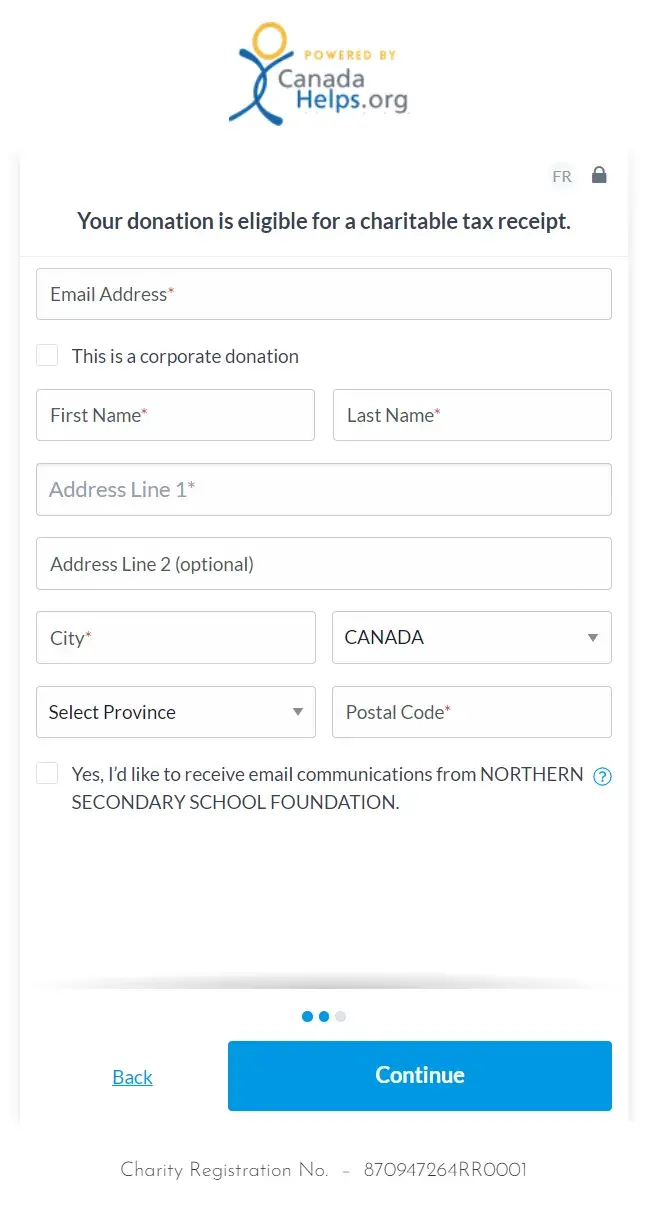 POWERED BY
Canada
Helps.org
FR
Your donation is eligible for a charitable tax receipt.
Email Address*
This is a corporate donation
First Name*
Last Name*
Address Line 1*
Address Line 2 (optional)
City*
CANADA
Select Province
Postal Code*
Yes, I’d like to receive email communications from NORTHERN
SECONDARY SCHOOL FOUNDATION.
?
Back
Continue
Charity Registration No. – 870947264RR0001